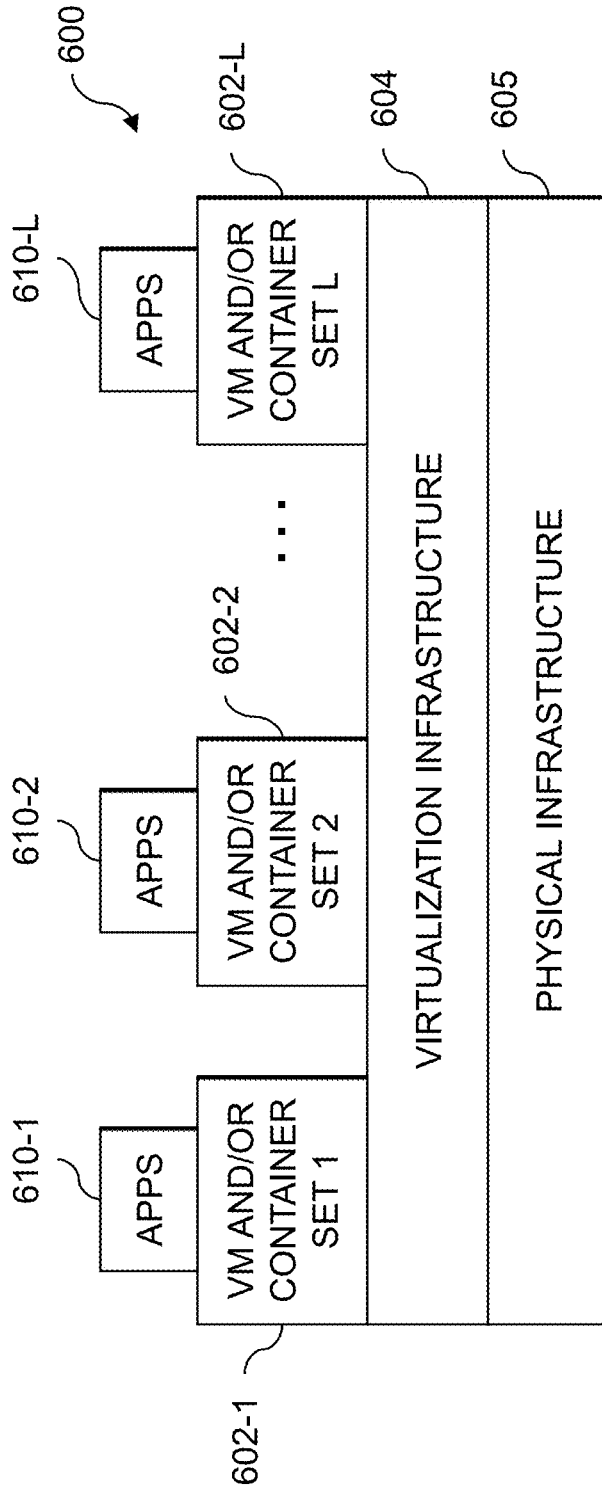 600
610-1
610-2
610-L
APPS
APPS
APPS
602-1
VM AND/OR
CONTAINER
SET 1
VM AND/OR
CONTAINER
SET 2
602-2
. . .
VM AND/OR
CONTAINER
SET L
602-L
VIRTUALIZATION INFRASTRUCTURE
604
PHYSICAL INFRASTRUCTURE
605